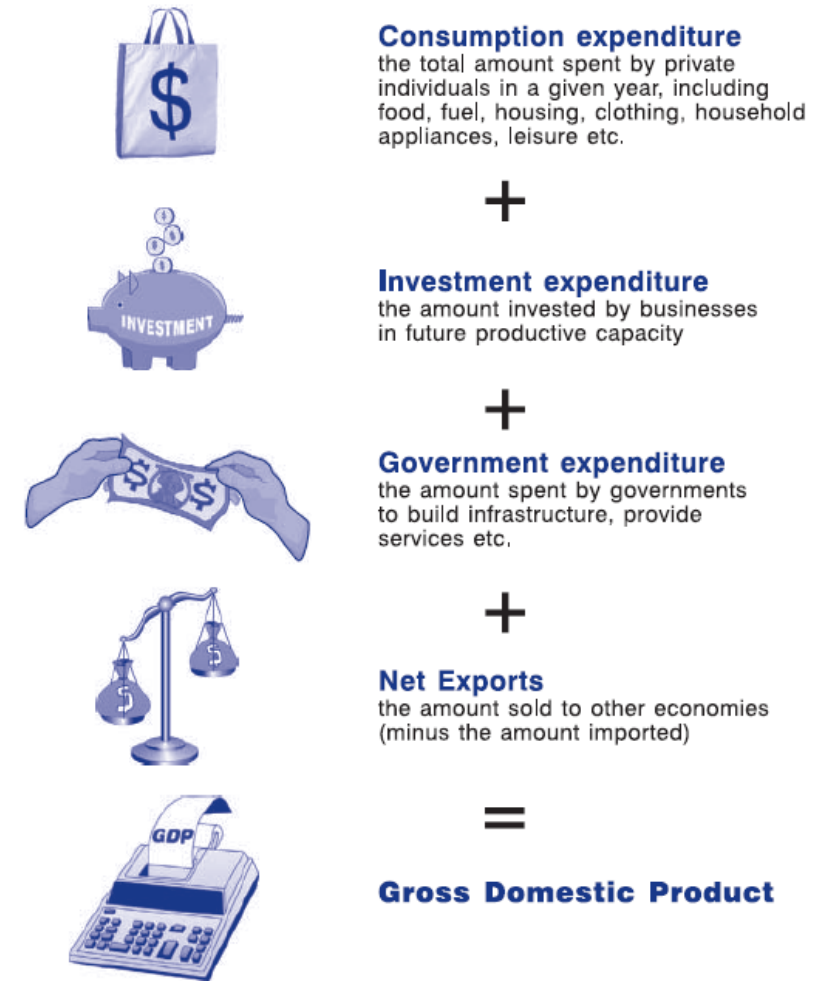 $
Consumption expenditure
the total amount spent by private
individuals in a given year, including
food, fuel, housing, clothing, household
appliances, leisure etc.
+
INVESTMENT
Investment expenditure
the amount invested by businesses
in future productive capacity
+
$ $
Government expenditure
the amount spent by governments
to build infrastructure, provide
services etc.
+
$ $
Net Exports
the amount sold to other economies
(minus the amount imported)
=
GDP
Gross Domestic Product